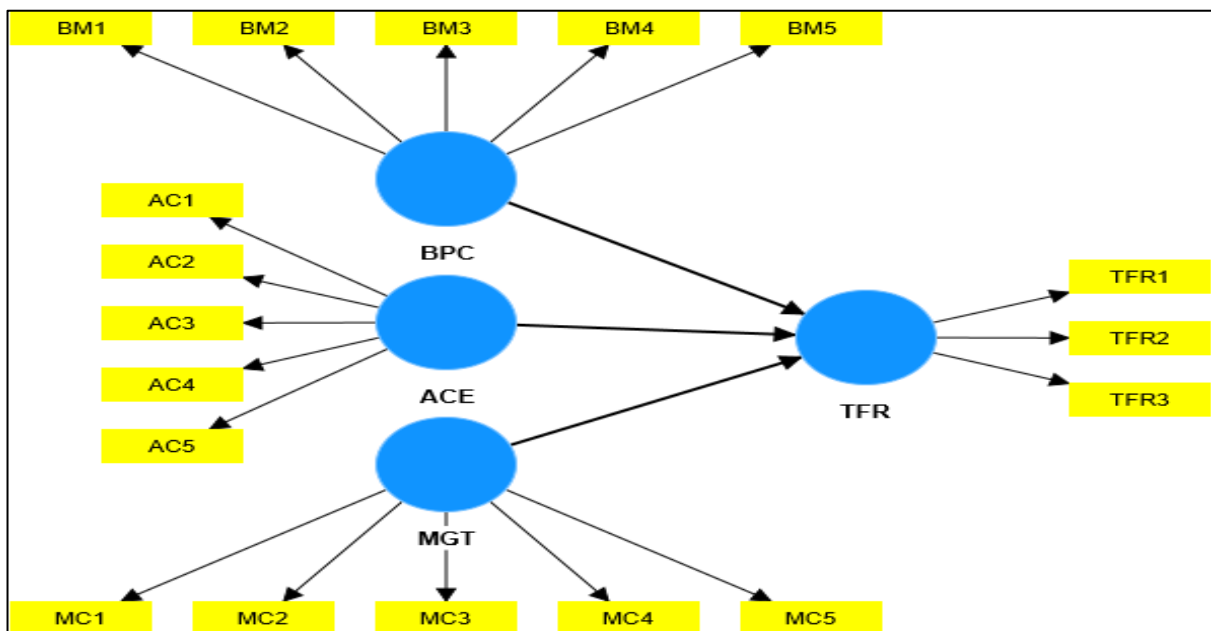 BM1 BM2 BM3 BM4 BM5
AC1
BPC
AC2
TFR1
AC3
TFR2
AC4
ACE
TFR3
TFR
AC5
MGT
MC1 MC2 MC3 MC4 MC5